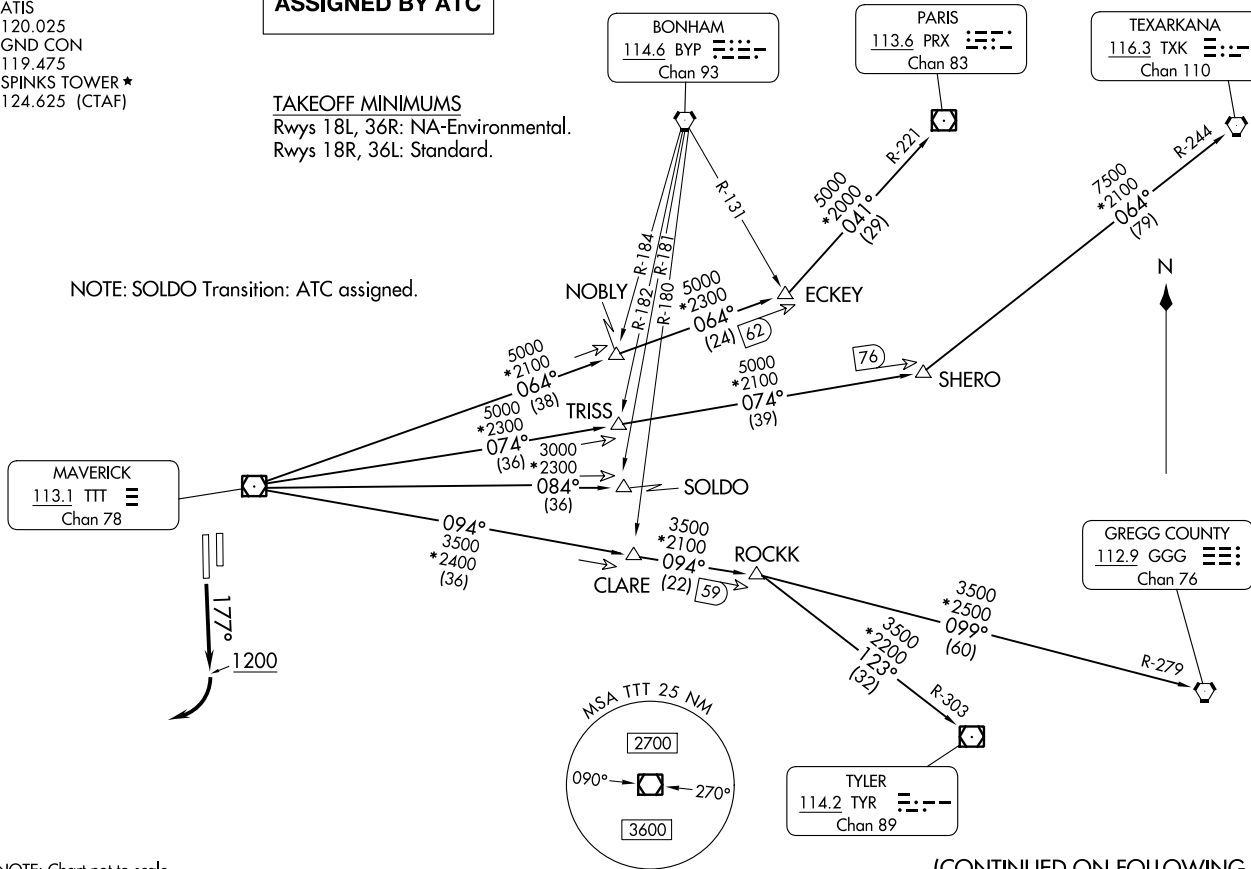 ATIS
120.025
GND CON
119.475
SPINKS TOWER ★
124.625 (CTAF)
ASSIGNED BY ATC
TAKEOFF MINIMUMS
Rwys 18L, 36R: NA-Environmental.
Rwys 18R, 36L: Standard.
BONHAM
114.6 BYP
Chan 93
PARIS
113.6 PRX
Chan 83
TEXARKANA
116.3 TXK
Chan 110
NOTE: SOLDO Transition: ATC assigned.
R-131
R-184
R-182
R-181
R-180
R-221
5000
*2000
041°
(29)
R-244
7500
*2100
064°
(79)
N
NOBLY
ECKEY
5000
*2300
064°
(24)
62
5000
*2100
064°
(38)
76
SHERO
5000
*2100
074°
(39)
TRISS
5000
*2300
074°
(36)
3000
*2300
084°
(36)
SOLDO
MAVERICK
113.1 TTT
Chan 78
094°
3500
*2400
(36)
CLARE
3500
*2100
094°
(22)
59
ROCKK
GREGG COUNTY
112.9 GGG
Chan 76
3500
*2500
099°
(60)
R-279
3500
*2200
123°
(32)
R-303
177°
1200
MSA TTT 25 NM
2700
090°
270°
3600
TYLER
114.2 TYR
Chan 89
NOTE: Chart not to scale
(CONTINUED ON FOLLOWING